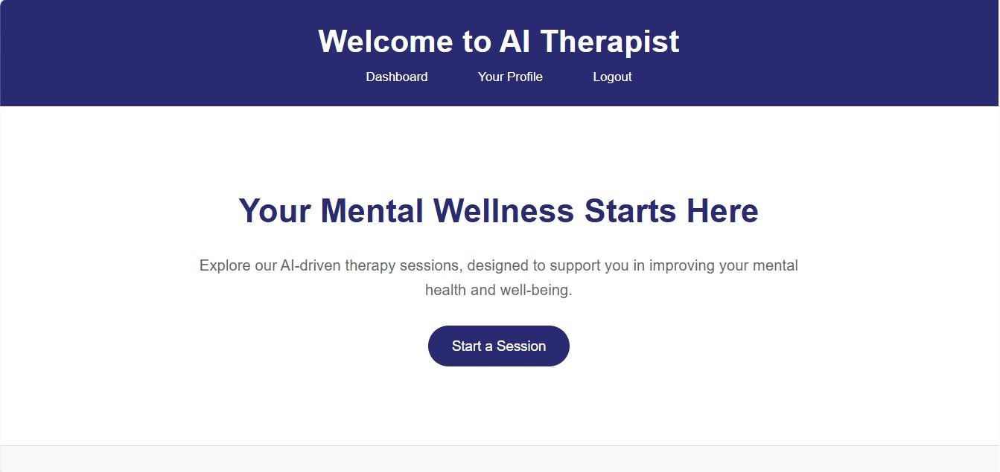 Welcome to AI Therapist
Dashboard Your Profile Logout
Your Mental Wellness Starts Here
Explore our AI-driven therapy sessions, designed to support you in improving your mental
health and well-being.
Start a Session